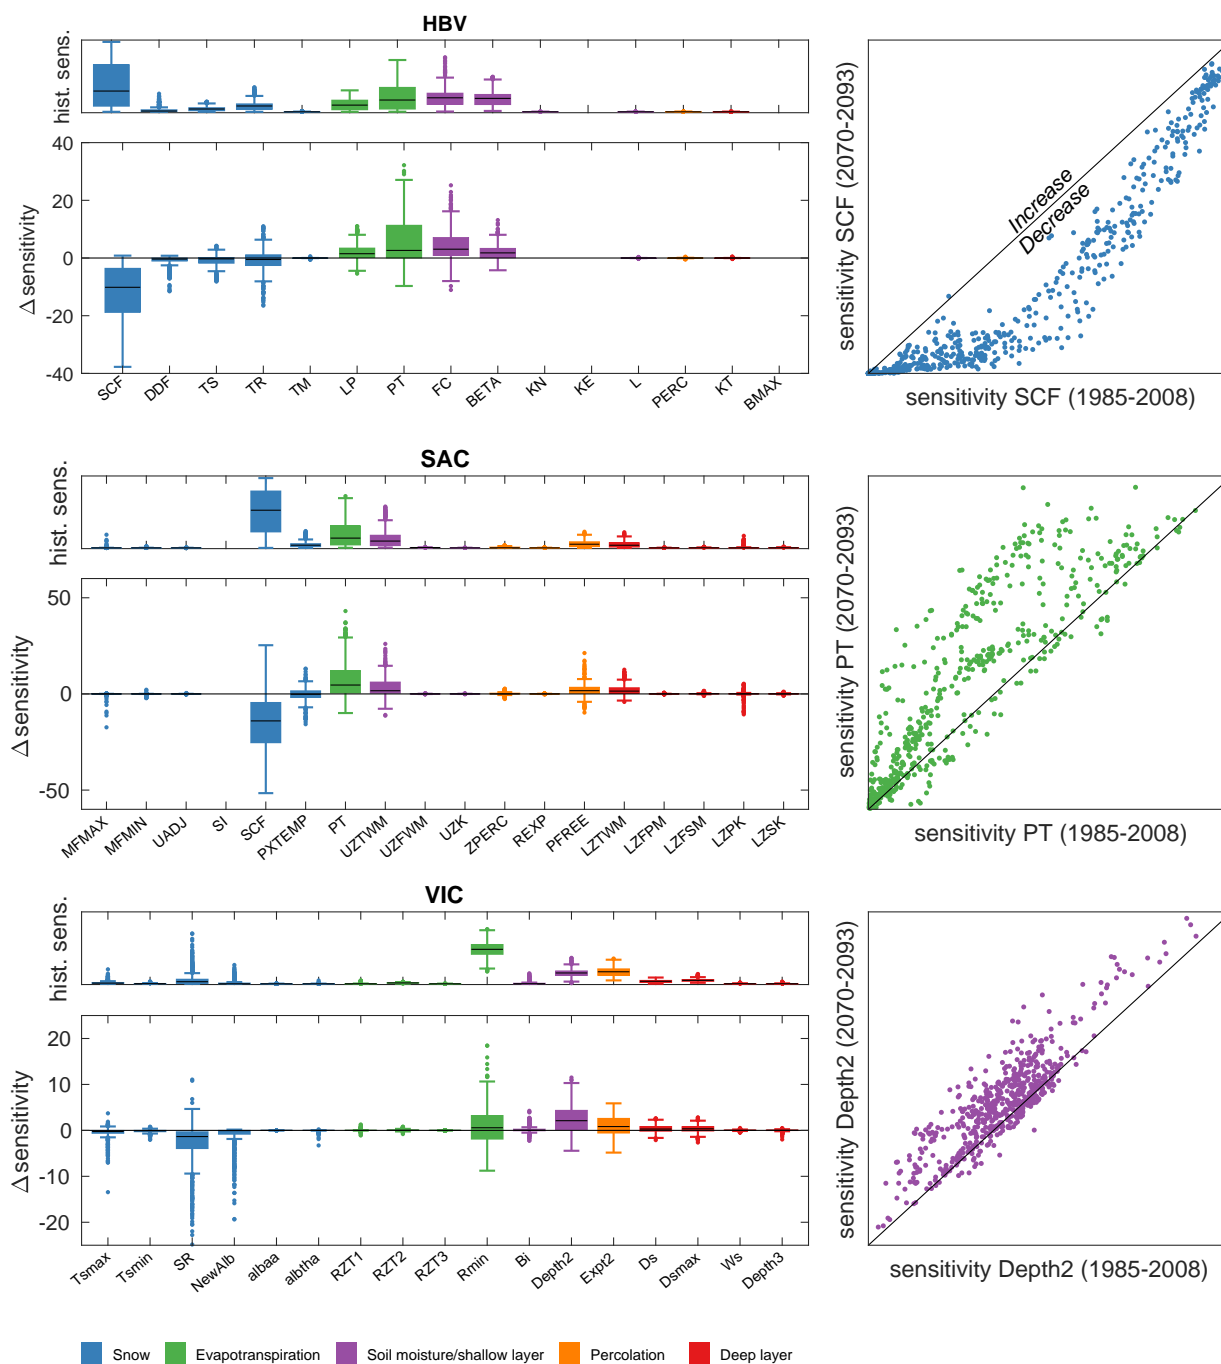 HBV
hist. sens.
40
20
0
-20
-40
Δ sensitivity
SCF DDF TS TR TM LP PT FC BETA KN KE L PERC KT BMAX
sensitivity SCF (2070-2093)
Increase
Decrease
sensitivity SCF (1985-2008)
SAC
hist. sens.
50
0
-50
Δ sensitivity
MFMAX MFMIN UADJ SI SCF PXTEMP PT UZTWM UZFWM UZK ZPERC REXP PFREE LZTWM LZFPM LZFSM LZPK LZSK
sensitivity PT (2070-2093)
sensitivity PT (1985-2008)
VIC
hist. sens.
20
10
0
-10
-20
Δ sensitivity
Tsmax Tsmin SR NewAlb albaa albtha RZT1 RZT2 RZT3 Rmin Bi Depth2 Expt2 Ds Dsmax Ws Depth3
sensitivity Depth2 (2070-2093)
sensitivity Depth2 (1985-2008)
Snow Evapotranspiration Soil moisture/shallow layer Percolation Deep layer